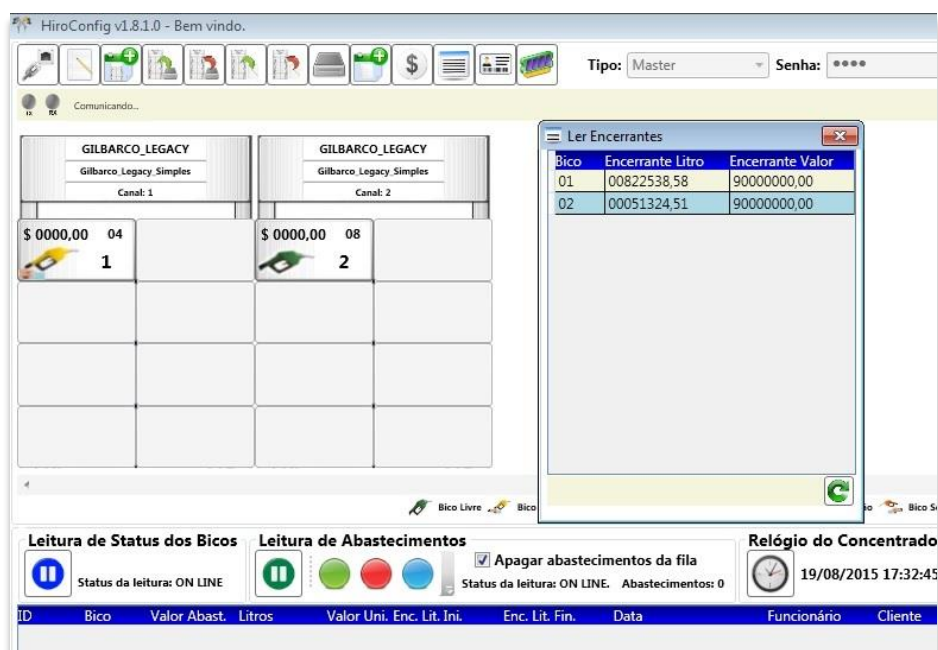 HiroConfig v1.8.1.0 - Bem vindo.
Tipo: Master Senha: ••••
TX RX Comunicando...
GILBARCO_LEGACY
Gilbarco_Legacy_Simples
Canal: 1
$ 0000,00 04
1
GILBARCO_LEGACY
Gilbarco_Legacy_Simples
Canal: 2
$ 0000,00 08
2
Ler Encerrantes
Bico Encerrante Litro Encerrante Valor
01 00822538,58 90000000,00
02 00051324,51 90000000,00
Bico Livre Bico
Bico S
Leitura de Status dos Bicos
Status da leitura: ON LINE
Leitura de Abastecimentos
Apagar abastecimentos da fila
Status da leitura: ON LINE. Abastecimentos: 0
Relógio do Concentrado
19/08/2015 17:32:45
ID Bico Valor Abast. Litros Valor Uni. Enc. Lit. Ini. Enc. Lit. Fin. Data Funcionário Cliente